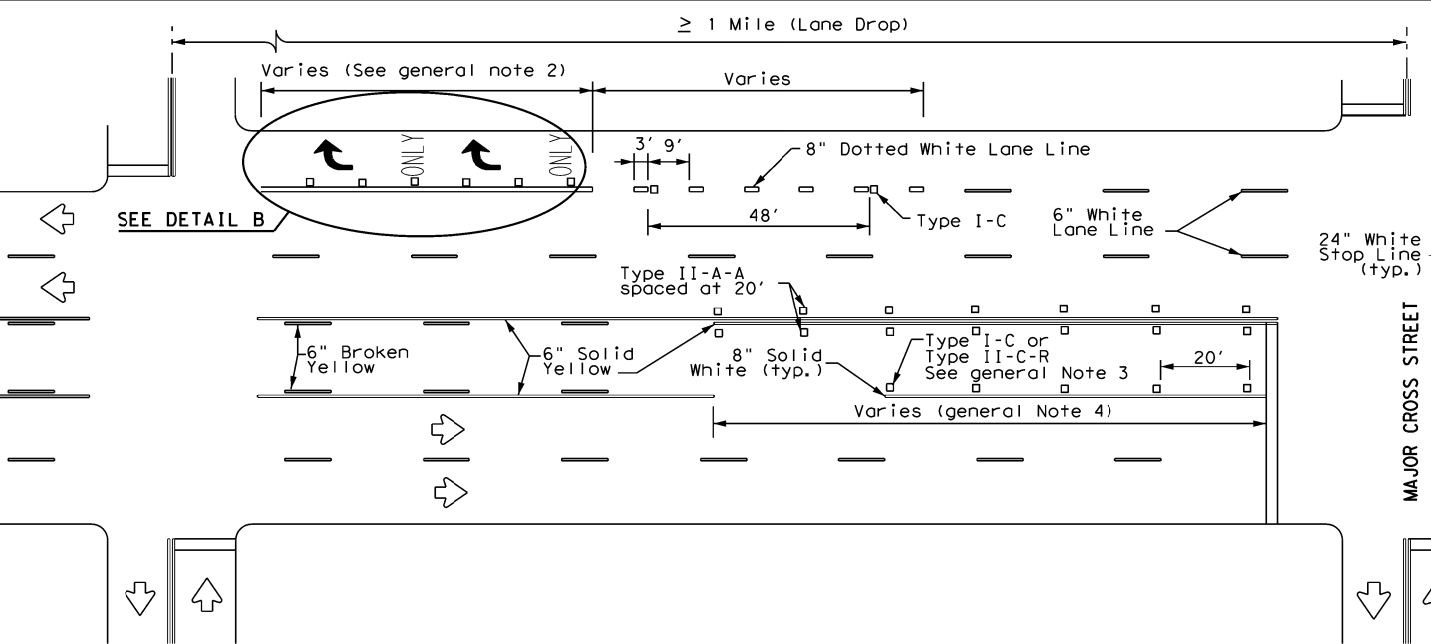 ≥ 1 Mile (Lane Drop)
Varies (See general note 2)
Varies
ONLY
ONLY
3' 9'
8" Dotted White Lane Line
SEE DETAIL B
48'
Type I-C
6" White
Lane Line
24" White
Stop Line
(typ.)
Type II-A-A
spaced at 20'
6" Broken
Yellow
6" Solid
Yellow
8" Solid
White (typ.)
Type I-C or
Type II-C-R
See general Note 3
20'
Varies (general Note 4)
MAJOR CROSS STREET